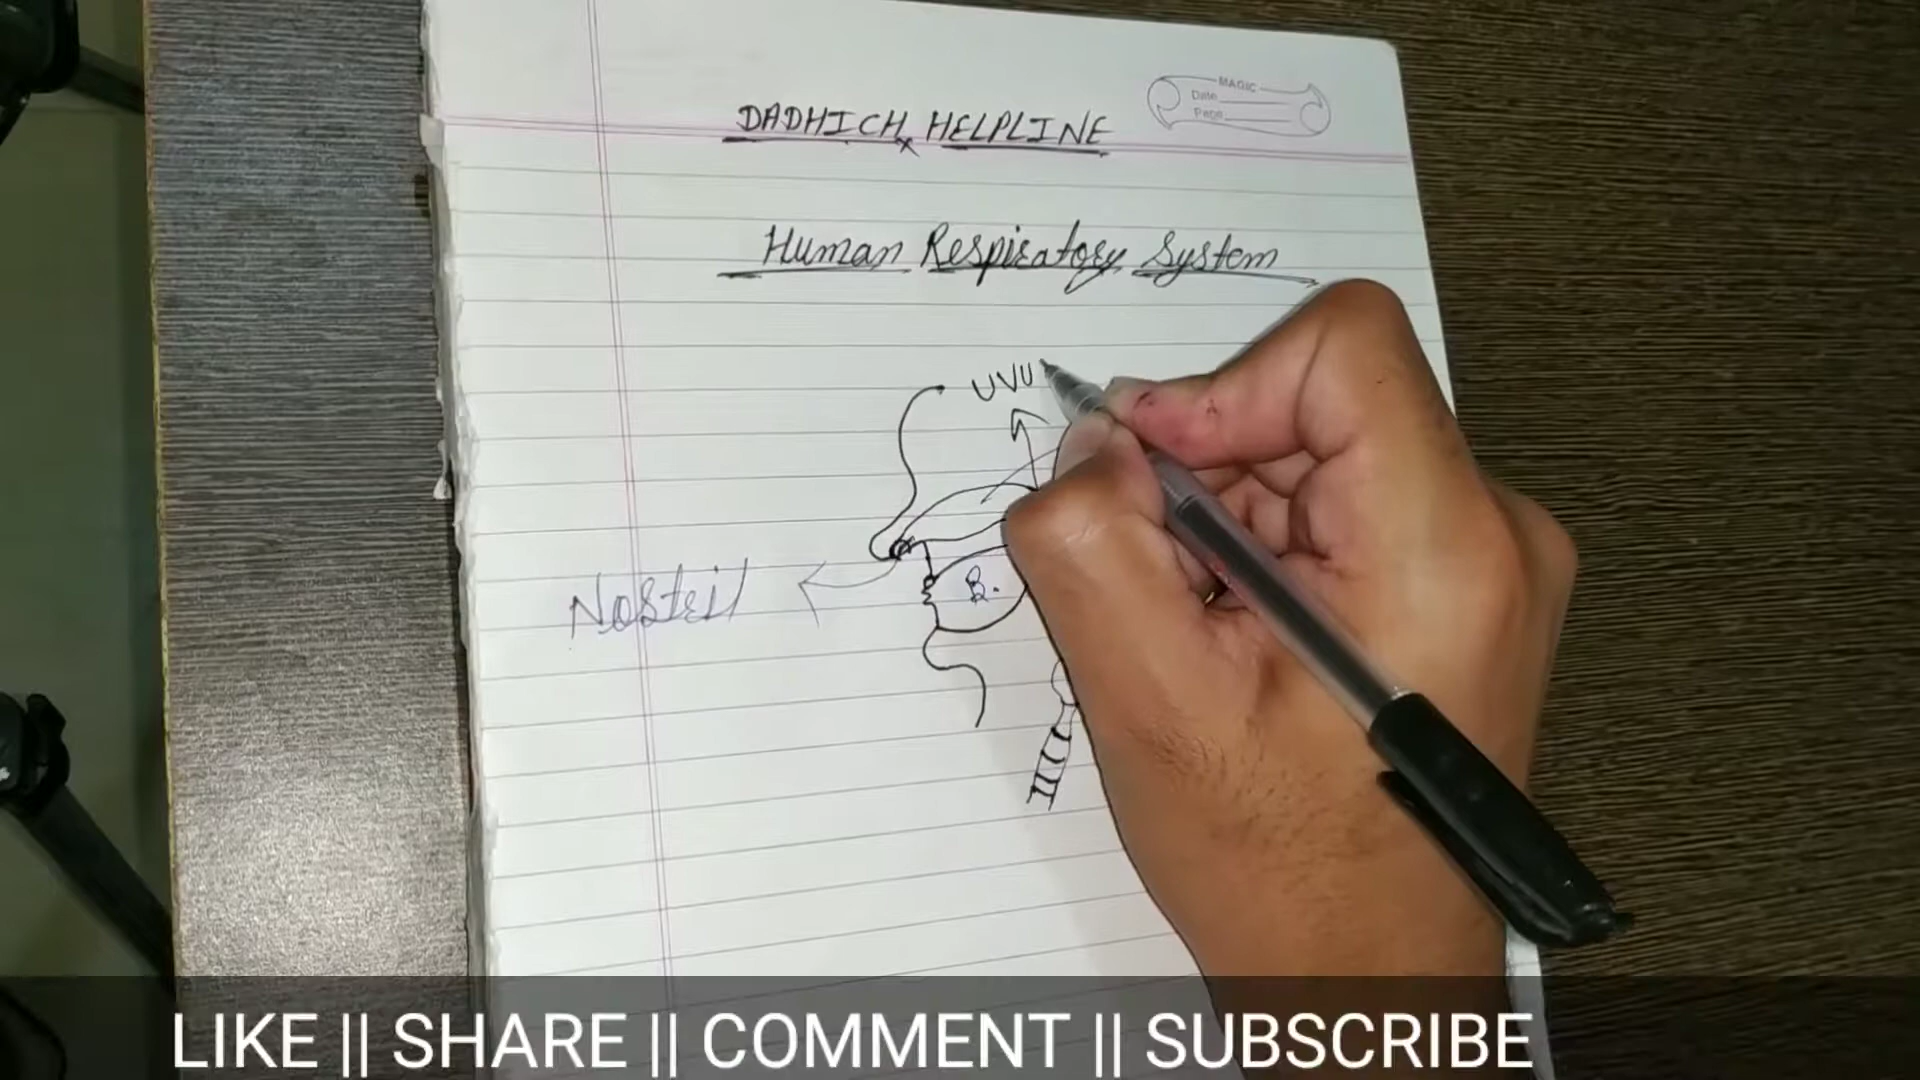 MAGIC
Date
Page
DADHICH HELPLINE
Human Respiratory System
UVU
Nostril
B.
LIKE || SHARE || COMMENT || SUBSCRIBE